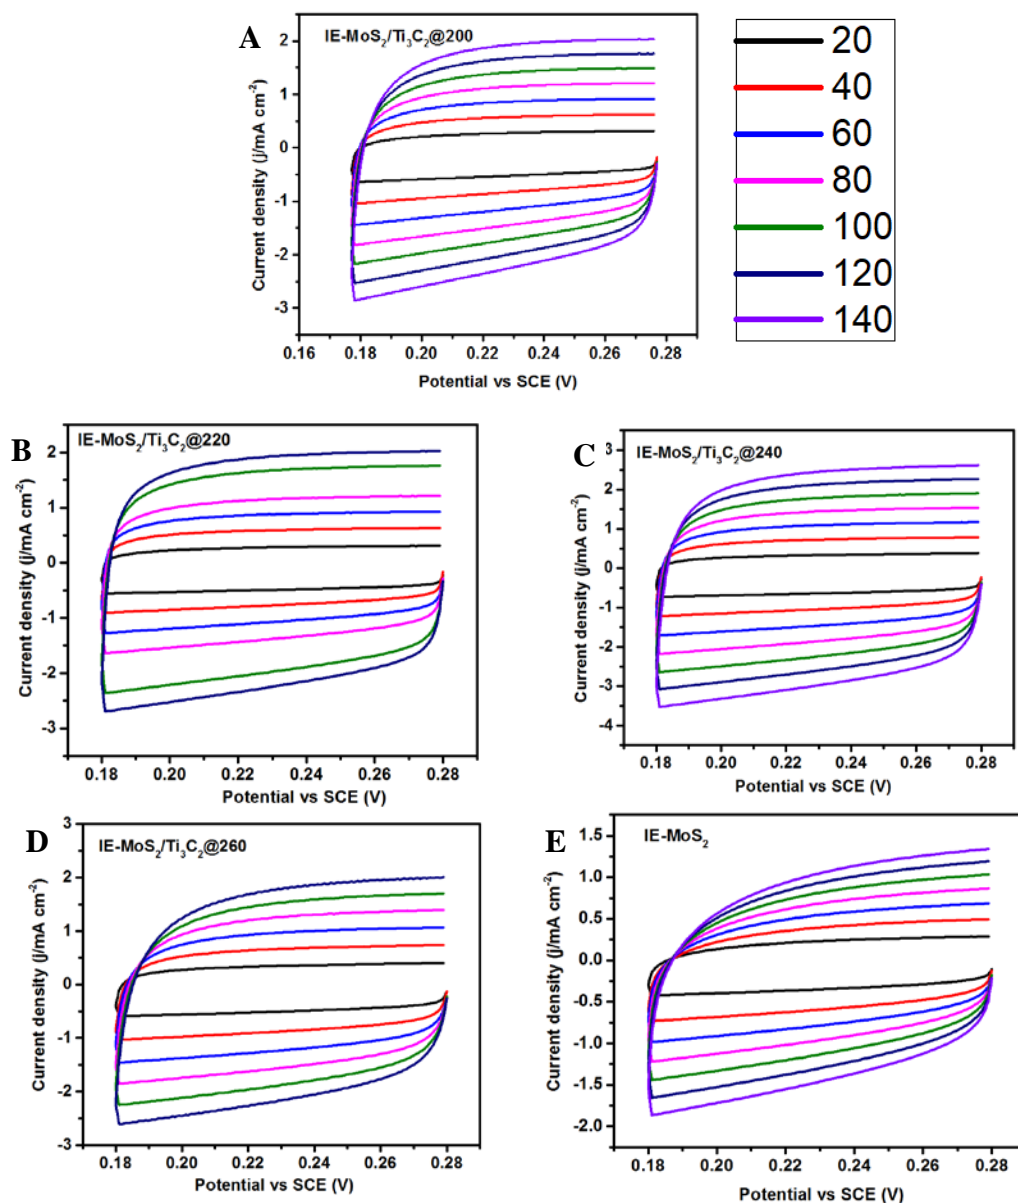 A
IE-MoS2/Ti3C2@200
Current density (j/mA cm-2)
2
1
0
-1
-2
-3
0.16 0.18 0.20 0.22 0.24 0.26 0.28
Potential vs SCE (V)
20
40
60
80
100
120
140
B
IE-MoS2/Ti3C2@220
Current density (j/mA cm-2)
2
1
0
-1
-2
-3
0.18 0.20 0.22 0.24 0.26 0.28
Potential vs SCE (V)
C
IE-MoS2/Ti3C2@240
Current density (j/mA cm-2)
3
2
1
0
-1
-2
-3
-4
0.18 0.20 0.22 0.24 0.26 0.28
Potential vs SCE (V)
D
IE-MoS2/Ti3C2@260
Current density (j/mA cm-2)
3
2
1
0
-1
-2
-3
0.18 0.20 0.22 0.24 0.26 0.28
Potential vs SCE (V)
E
IE-MoS2
Current density (j/mA cm-2)
1.5
1.0
0.5
0.0
-0.5
-1.0
-1.5
-2.0
0.18 0.20 0.22 0.24 0.26 0.28
Potential vs SCE (V)